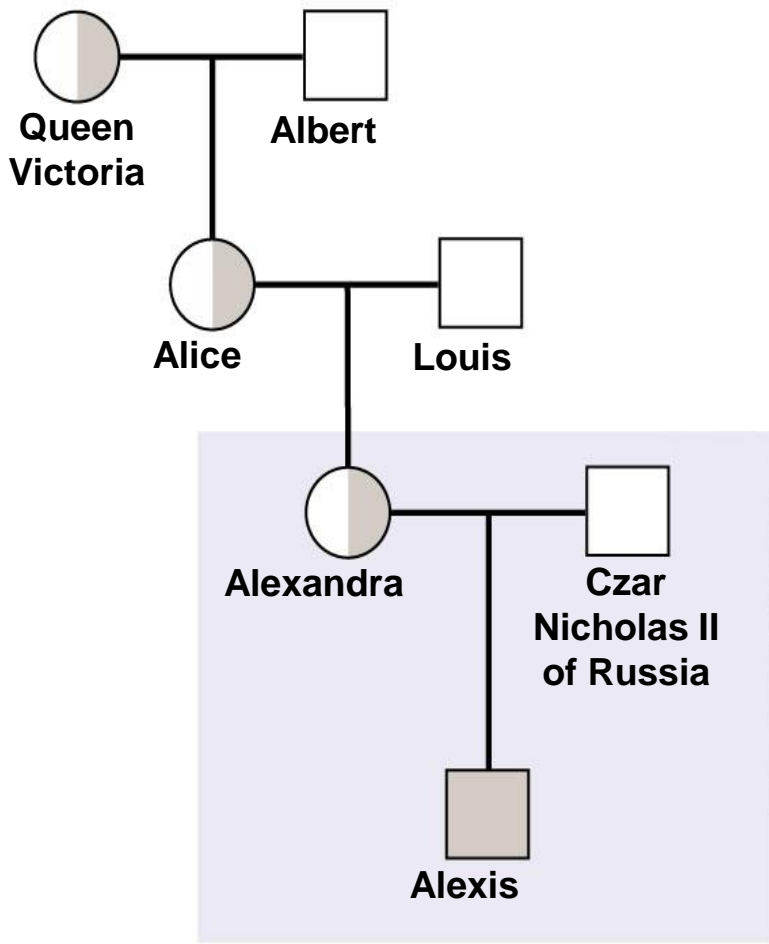 Queen
Victoria
Albert
Alice
Louis
Alexandra
Czar
Nicholas II
of Russia
Alexis